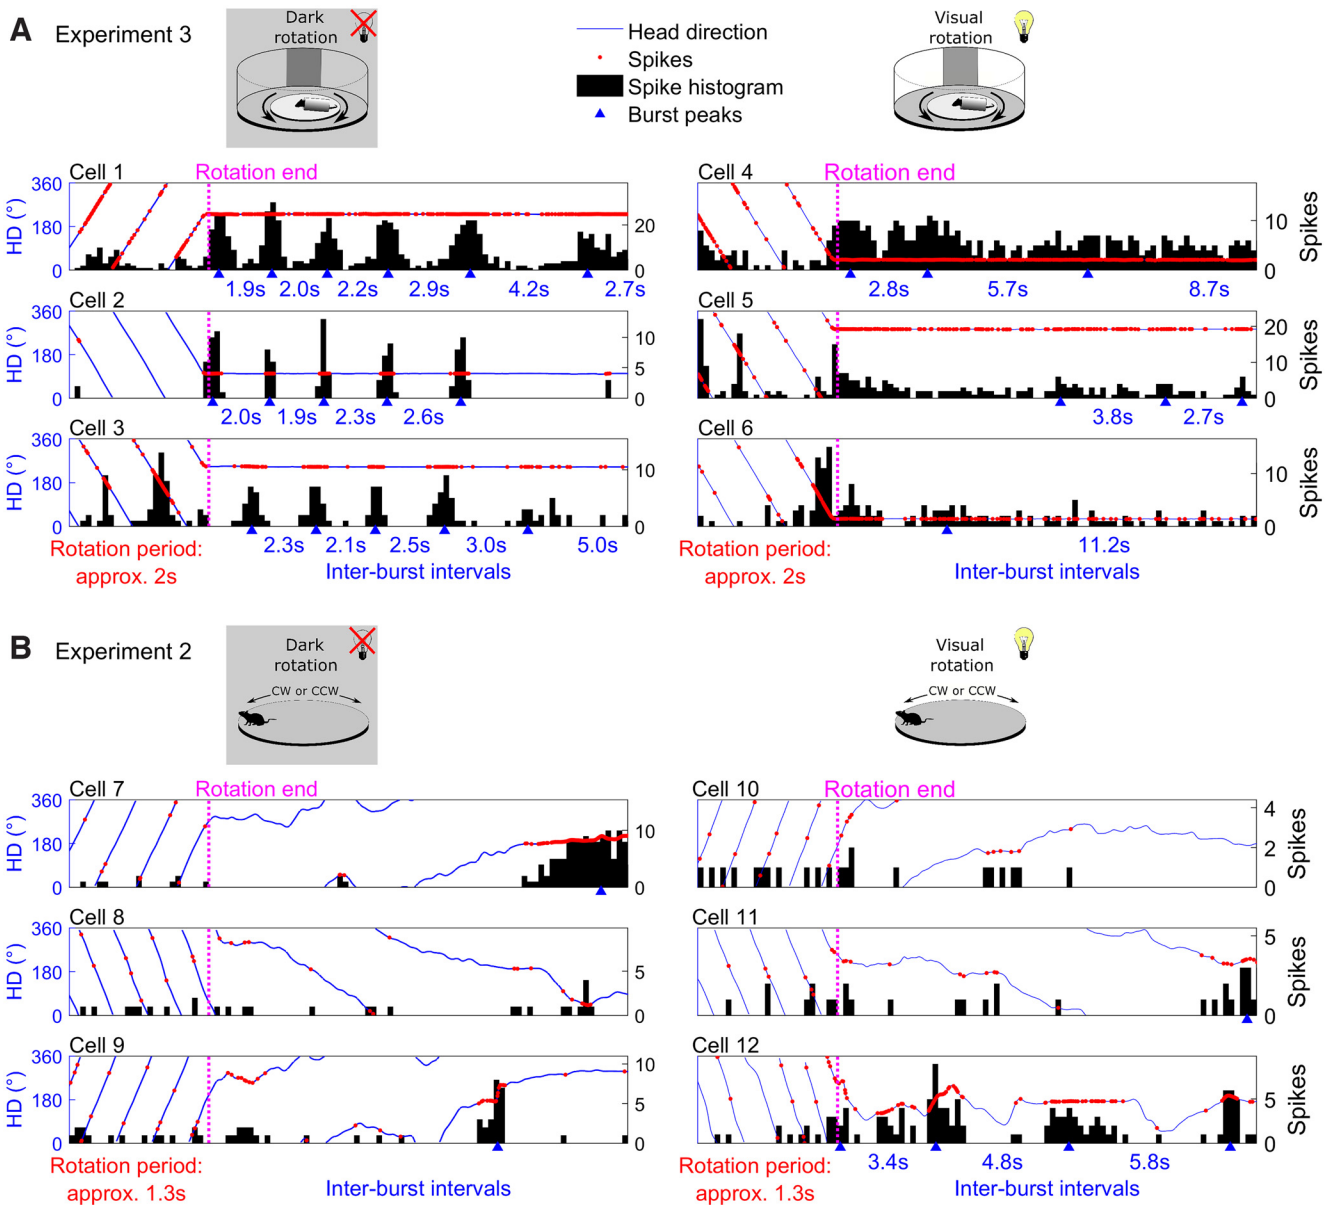 A Experiment 3
Dark
rotation
Head direction
Spikes
Spike histogram
Burst peaks
Visual
rotation
Cell 1 Rotation end
HD (°)
360
180
0
20
0
1.9s 2.0s 2.2s 2.9s 4.2s 2.7s
Cell 2
HD (°)
360
180
0
10
5
0
2.0s 1.9s 2.3s 2.6s
Cell 3
HD (°)
360
180
0
10
0
2.3s 2.1s 2.5s 3.0s 5.0s
Rotation period:
approx. 2s
Inter-burst intervals
Cell 4 Rotation end
10
0
Spikes
2.8s 5.7s 8.7s
Cell 5
20
10
0
Spikes
3.8s 2.7s
Cell 6
10
0
Spikes
11.2s
Rotation period:
approx. 2s
Inter-burst intervals
B Experiment 2
Dark
rotation
CW or CCW
Visual
rotation
CW or CCW
Cell 7 Rotation end
HD (°)
360
180
0
10
0
Cell 8
HD (°)
360
180
0
5
0
Cell 9
HD (°)
360
180
0
10
5
0
Rotation period:
approx. 1.3s
Inter-burst intervals
Cell 10 Rotation end
4
2
0
Spikes
Cell 11
5
0
Spikes
Cell 12
5
0
Spikes
3.4s 4.8s 5.8s
Rotation period:
approx. 1.3s
Inter-burst intervals